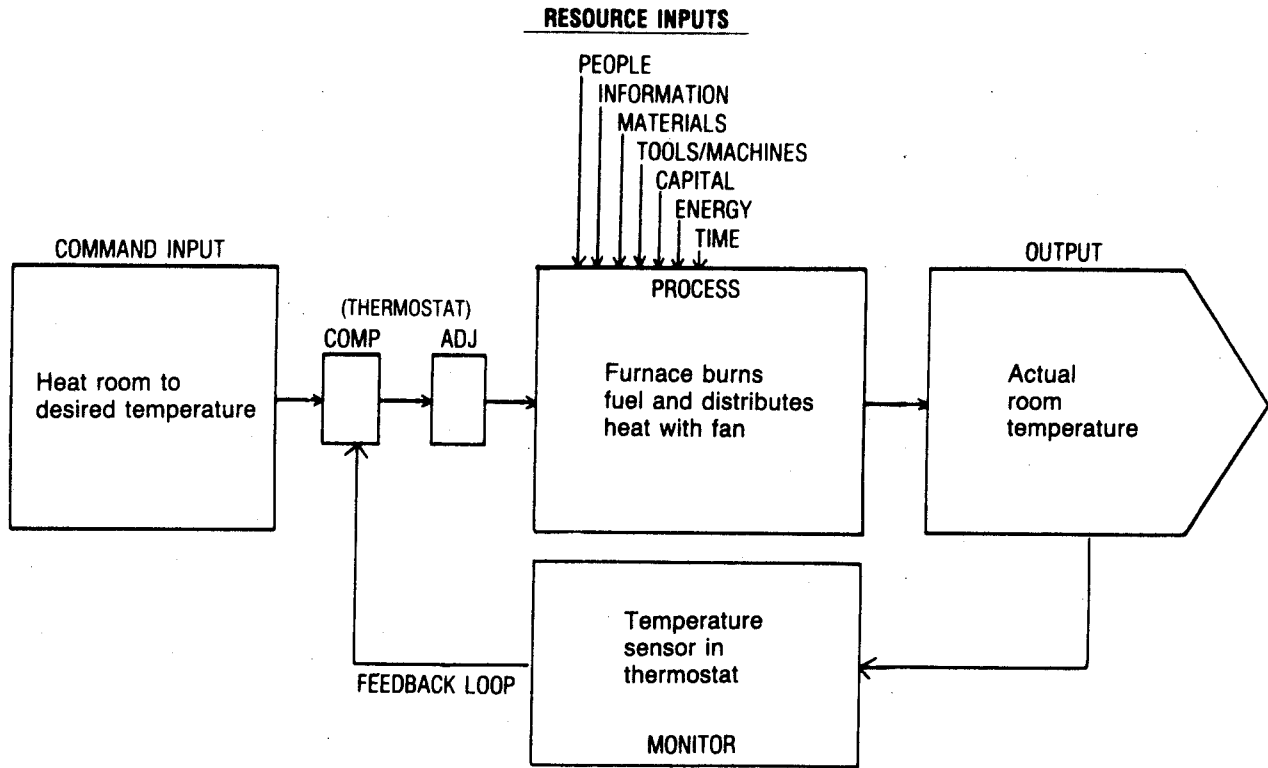 RESOURCE INPUTS
PEOPLE
INFORMATION
MATERIALS
TOOLS/MACHINES
CAPITAL
ENERGY
TIME
COMMAND INPUT
Heat room to
desired temperature
(THERMOSTAT)
COMP
ADJ
PROCESS
Furnace burns
fuel and distributes
heat with fan
OUTPUT
Actual
room
temperature
Temperature
sensor in
thermostat
MONITOR
FEEDBACK LOOP